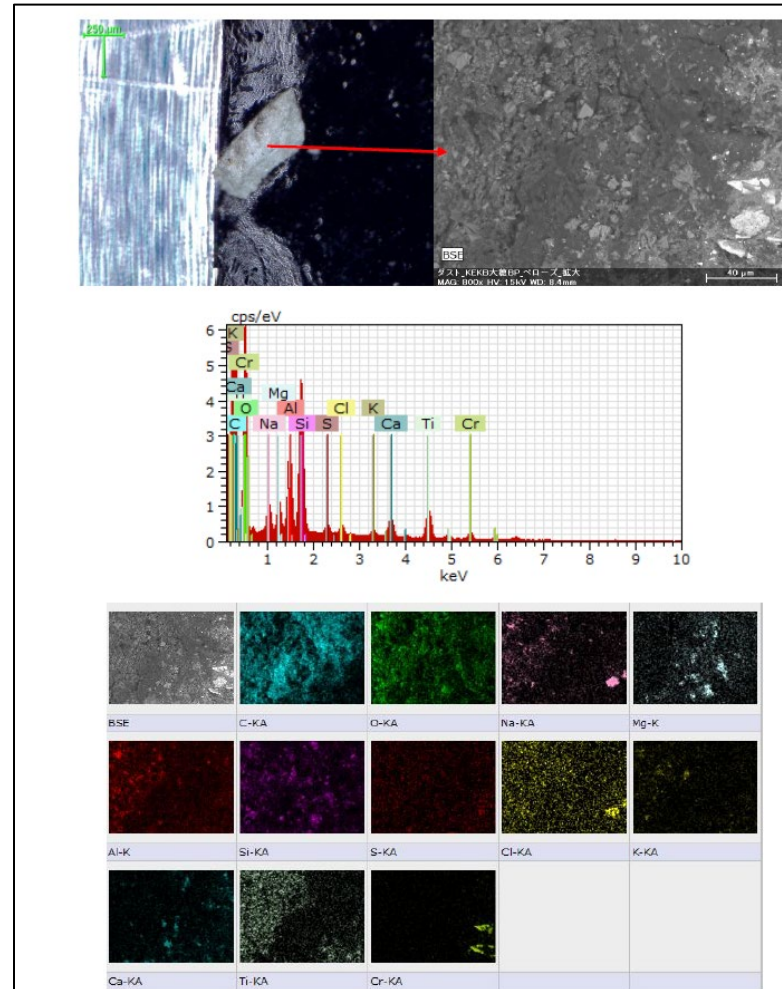 250 µm
BSE
ダスト_KEKB大穂BP_ベローズ_拡大
MAG: 800x HV: 15kV WD: 8.4mm
40 µm
cps/eV
6
5
4
3
2
1
0
K
S
Cr
Ca
Mg
O
Al
Cl
K
C
Na
Si
S
Ca
Ti
Cr
1 2 3 4 5 6 7 8 9 10
keV
BSE C-KA O-KA Na-KA Mg-K
Al-K Si-KA S-KA Cl-KA K-KA
Ca-KA Ti-KA Cr-KA